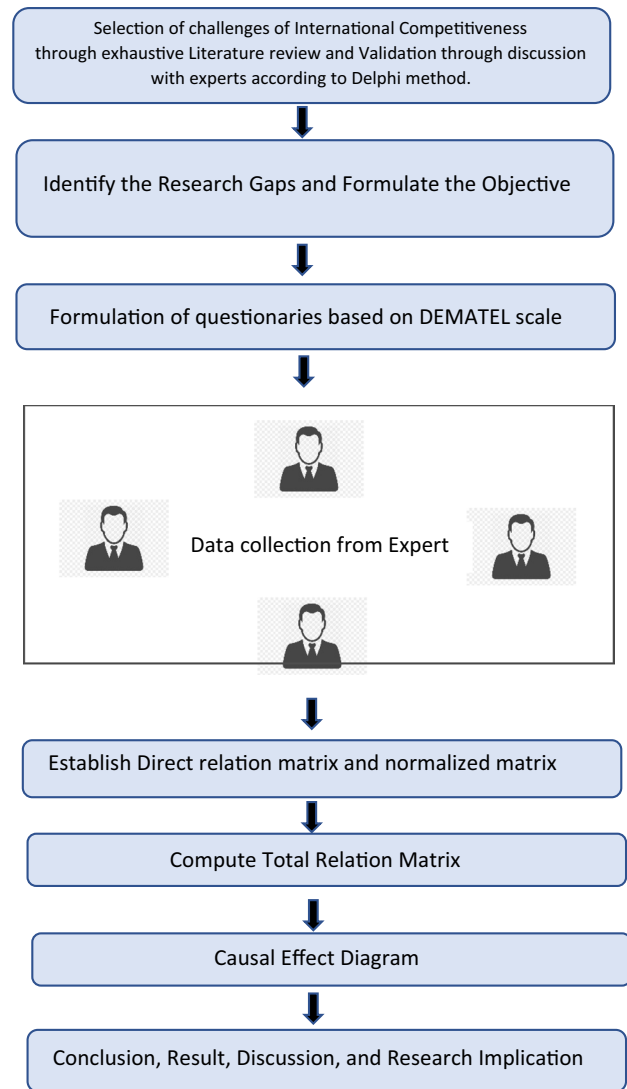 Selection of challenges of International Competitiveness
through exhaustive Literature review and Validation through discussion
with experts according to Delphi method.
Identify the Research Gaps and Formulate the Objective
Formulation of questionaries based on DEMATEL scale
Data collection from Expert
Establish Direct relation matrix and normalized matrix
Compute Total Relation Matrix
Causal Effect Diagram
Conclusion, Result, Discussion, and Research Implication